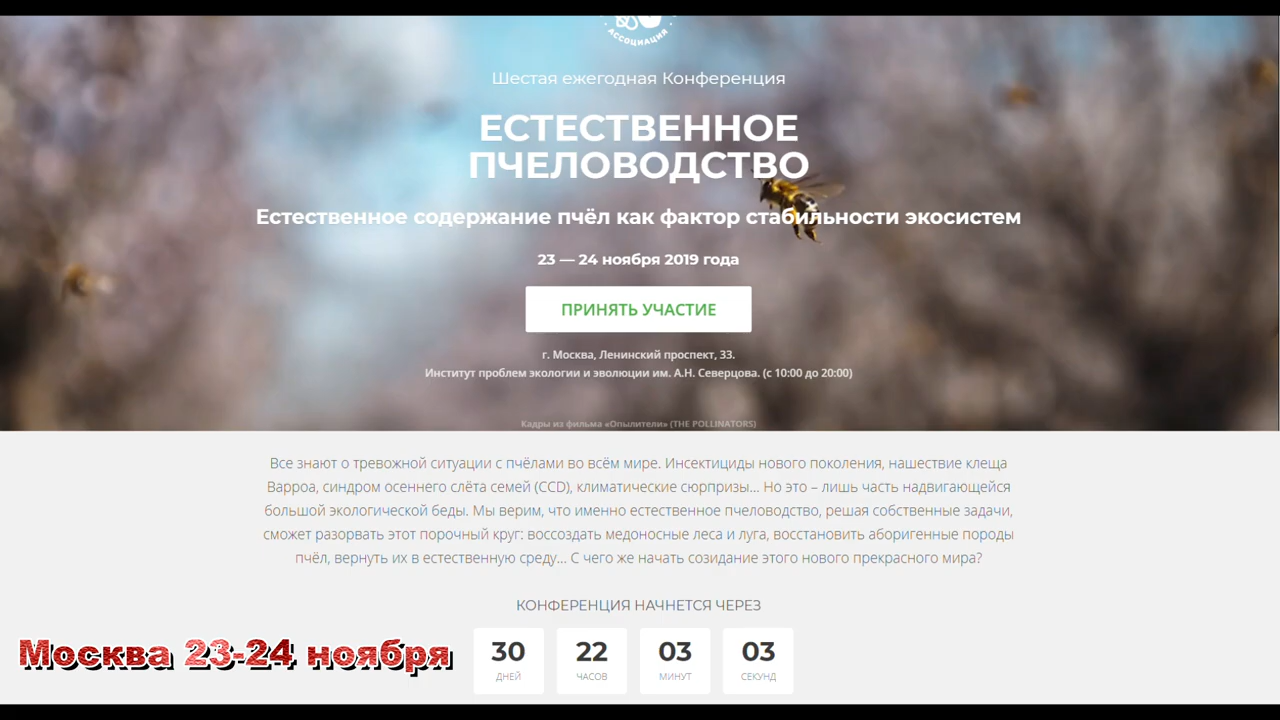 АССОЦИАЦИЯ
Шестая ежегодная Конференция
ЕСТЕСТВЕННОЕ
ПЧЕЛОВОДСТВО
Естественное содержание пчёл как фактор стабильности экосистем
23 — 24 ноября 2019 года
ПРИНЯТЬ УЧАСТИЕ
г. Москва, Ленинский проспект, 33.
Институт проблем экологии и эволюции им. А.Н. Северцова. (с 10:00 до 20:00)
Кадры из фильма «Опылители» (THE POLLINATORS)
Все знают о тревожной ситуации с пчёлами во всём мире. Инсектициды нового поколения, нашествие клеща
Варроа, синдром осеннего слёта семей (CCD), климатические сюрпризы... Но это – лишь часть надвигающейся
большой экологической беды. Мы верим, что именно естественное пчеловодство, решая собственные задачи,
сможет разорвать этот порочный круг: воссоздать медоносные леса и луга, восстановить аборигенные породы
пчёл, вернуть их в естественную среду... С чего же начать созидание этого нового прекрасного мира?
КОНФЕРЕНЦИЯ НАЧНЕТСЯ ЧЕРЕЗ
30 22 03 03
ДНЕЙ ЧАСОВ МИНУТ СЕКУНД
Москва 23-24 ноября